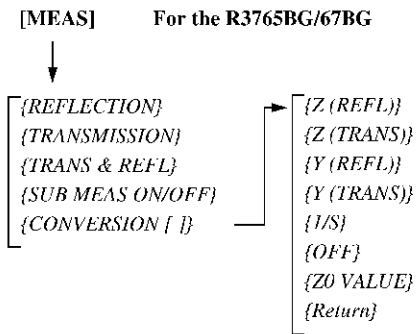 [MEAS] For the R3765BG/67BG
{REFLECTION}
{TRANSMISSION}
{TRANS & REFL}
{SUB MEAS ON/OFF}
{CONVERSION [ ]}
{Z (REFL)}
{Z (TRANS)}
{Y (REFL)}
{Y (TRANS)}
{1/S}
{OFF}
{Z0 VALUE}
{Return}